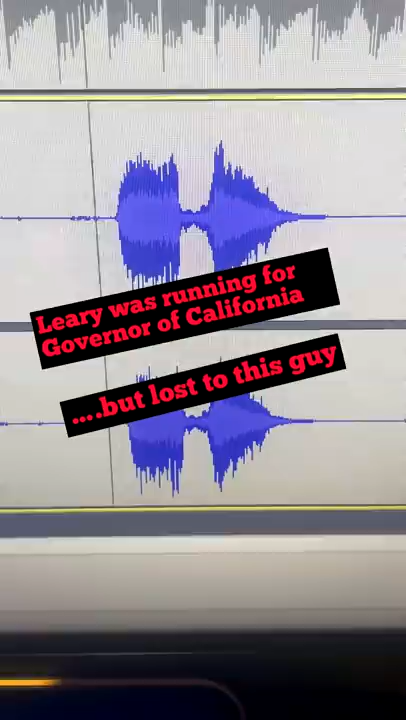 Leary was running for
Governor of California
....but lost to this guy